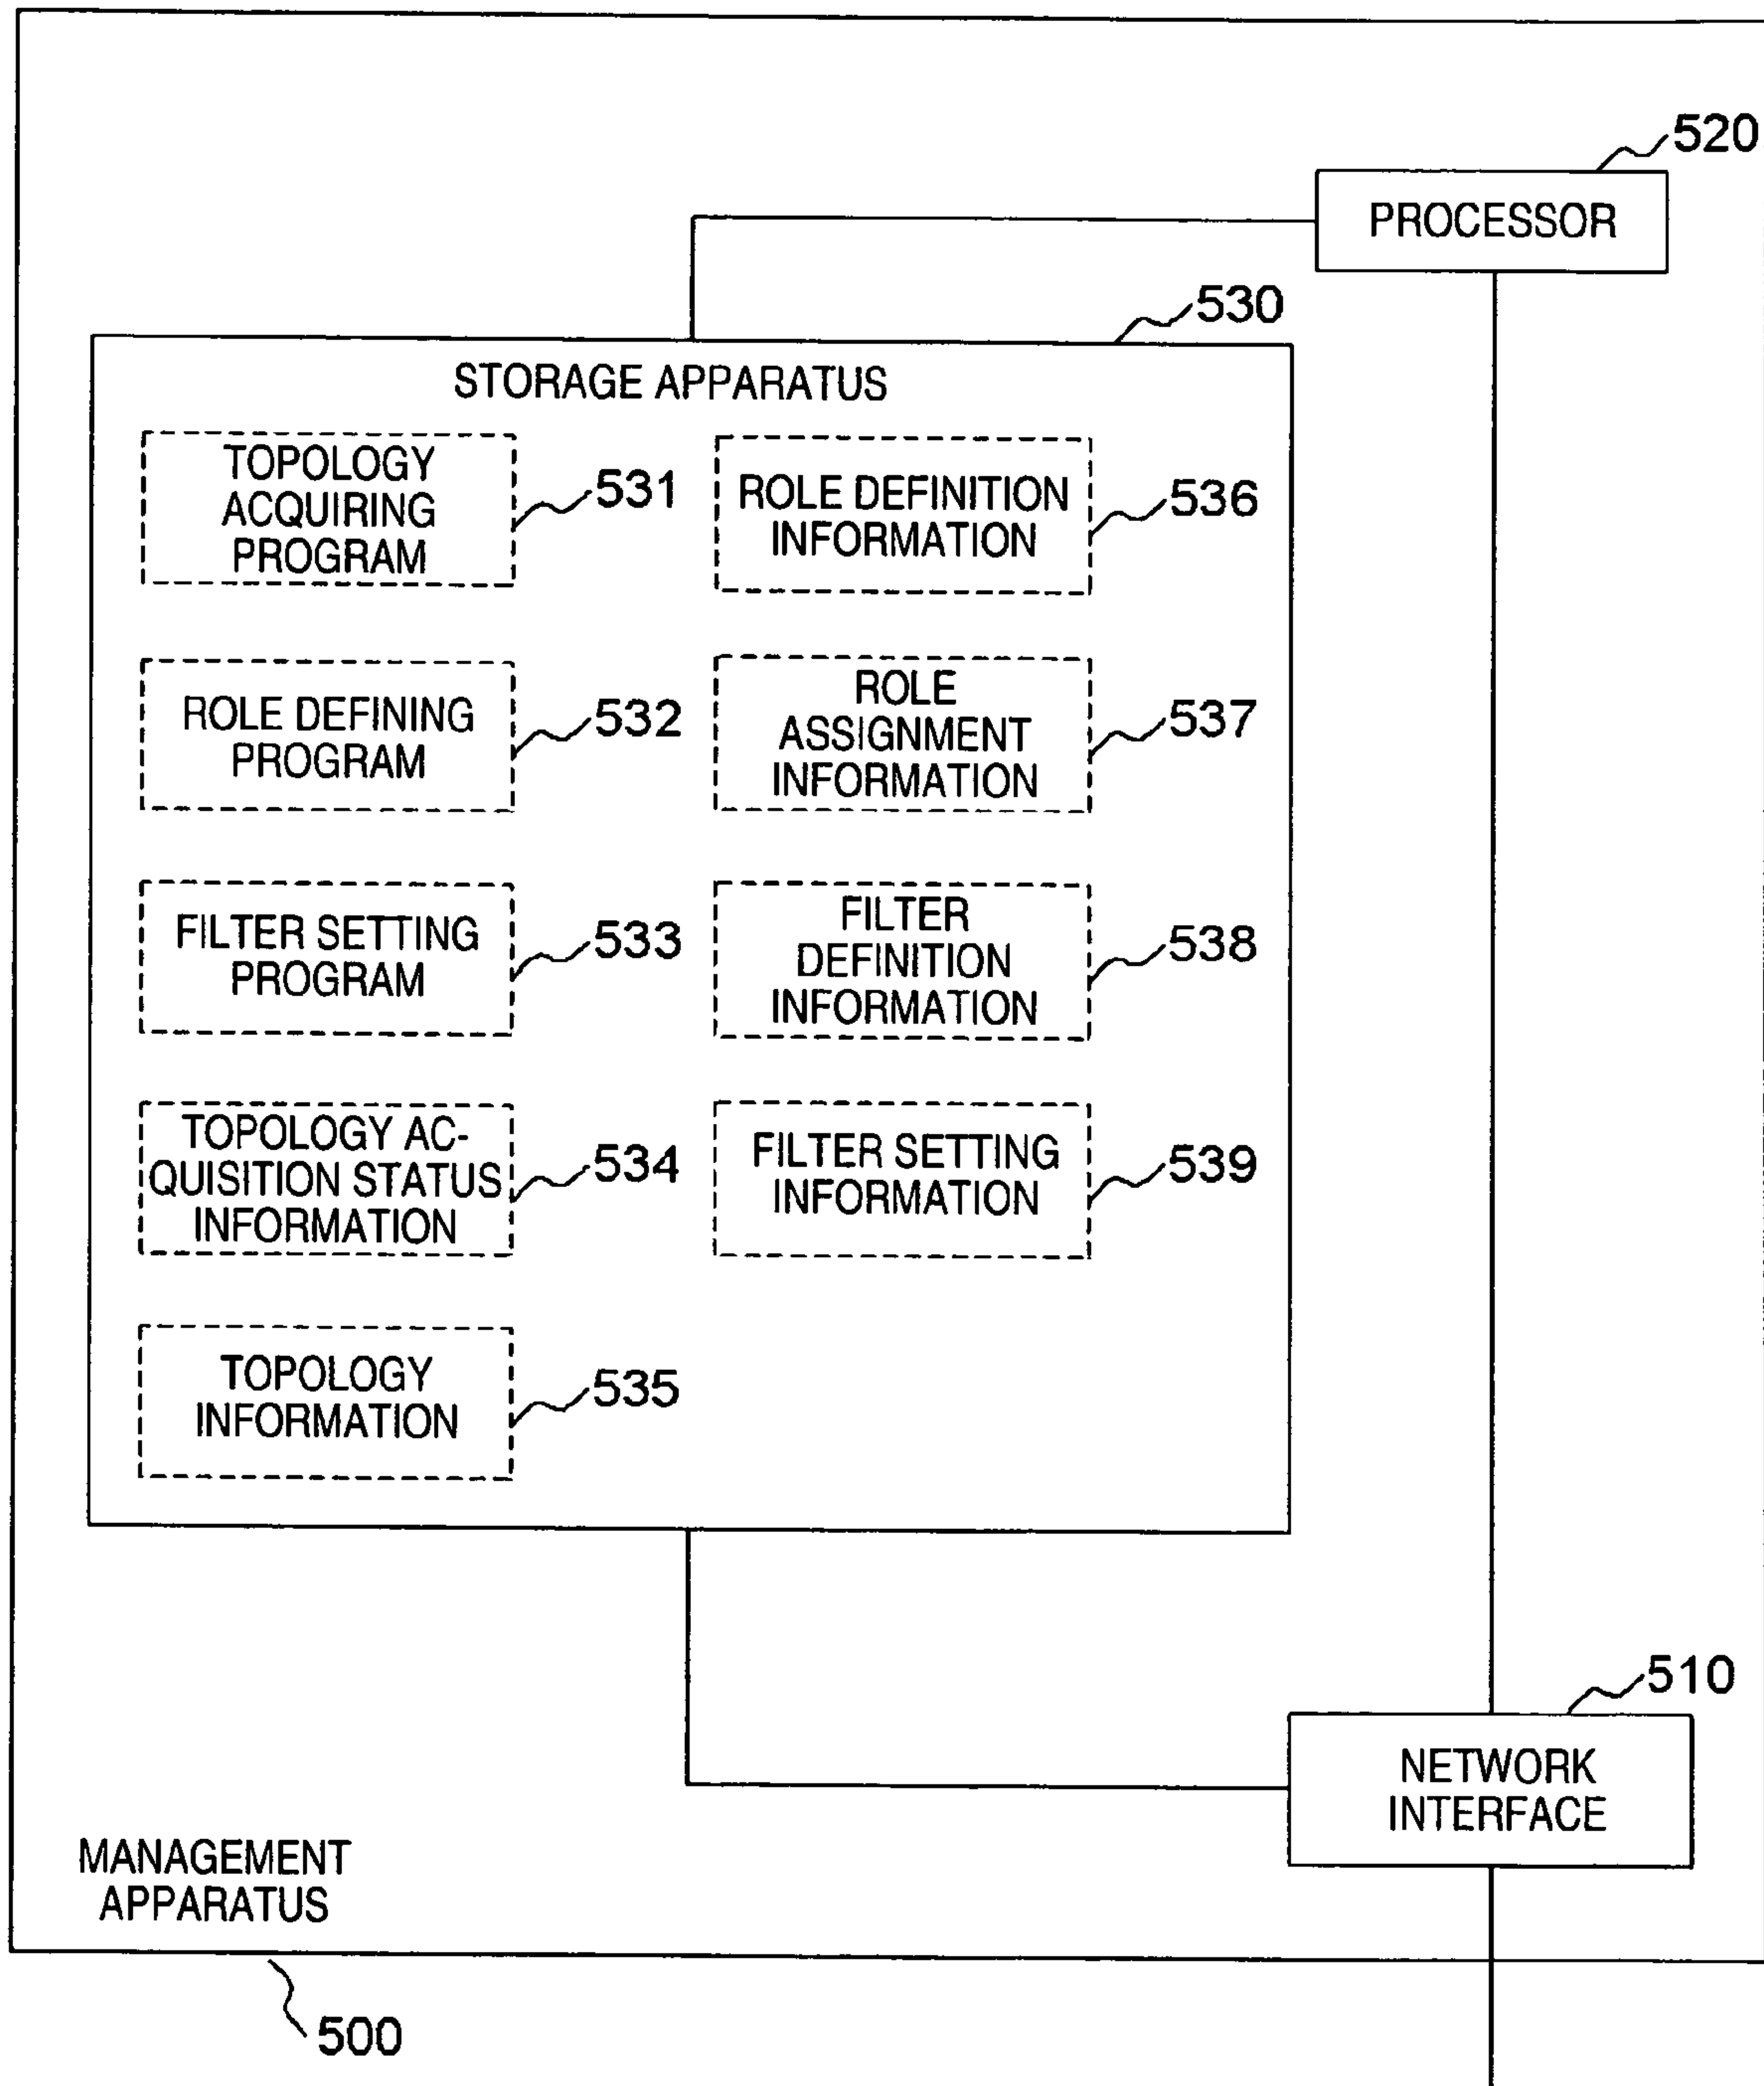 520
PROCESSOR
530
STORAGE APPARATUS
TOPOLOGY
ACQUIRING
PROGRAM
531
ROLE DEFINITION
INFORMATION
536
ROLE DEFINING
PROGRAM
532
ROLE
ASSIGNMENT
INFORMATION
537
FILTER SETTING
PROGRAM
533
FILTER
DEFINITION
INFORMATION
538
TOPOLOGY AC-
QUISITION STATUS
INFORMATION
534
FILTER SETTING
INFORMATION
539
TOPOLOGY
INFORMATION
535
510
NETWORK
INTERFACE
MANAGEMENT
APPARATUS
500